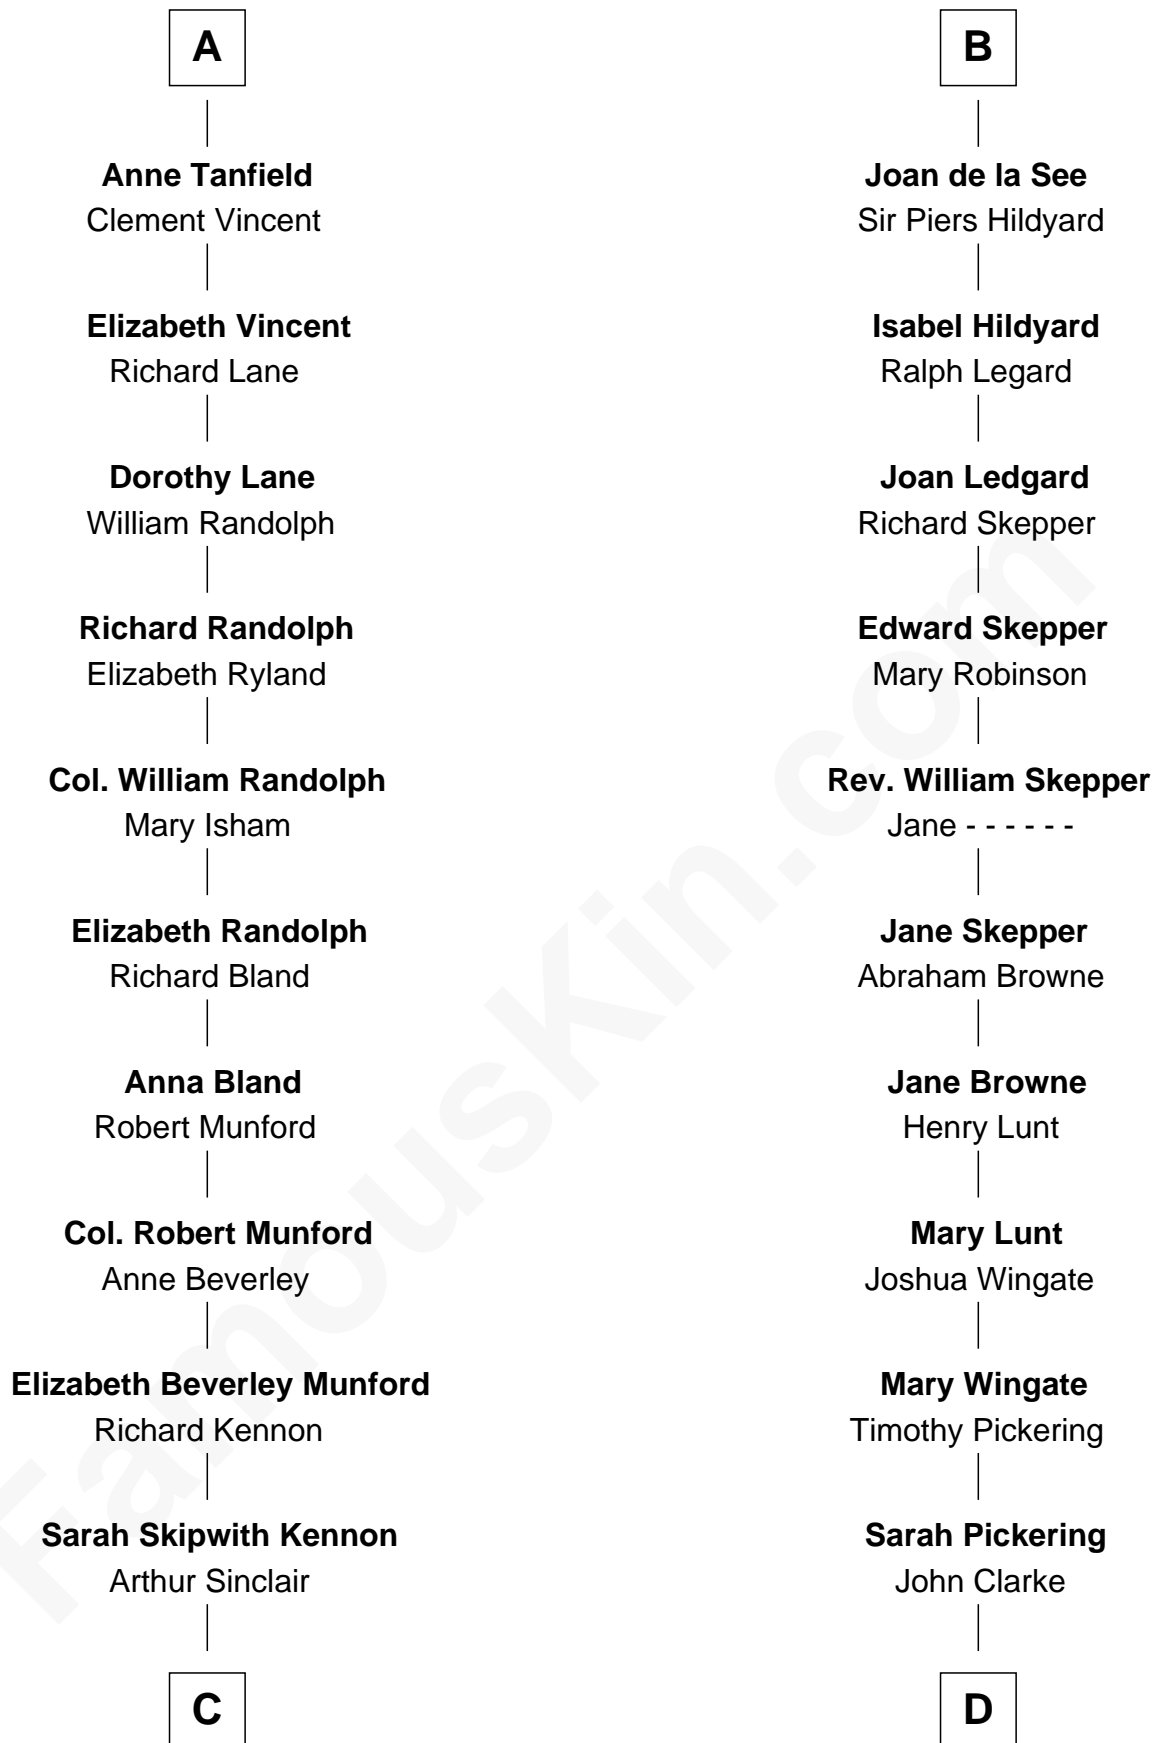 A
Anne Tanfield
Clement Vincent
Elizabeth Vincent
Richard Lane
Dorothy Lane
William Randolph
Richard Randolph
Elizabeth Ryland
Col. William Randolph
Mary Isham
Elizabeth Randolph
Richard Bland
Anna Bland
Robert Munford
Col. Robert Munford
Anne Beverley
Elizabeth Beverley Munford
Richard Kennon
Sarah Skipwith Kennon
Arthur Sinclair
C
B
Joan de la See
Sir Piers Hildyard
Isabel Hildyard
Ralph Legard
Joan Ledgard
Richard Skepper
Edward Skepper
Mary Robinson
Rev. William Skepper
Jane - - - - - -
Jane Skepper
Abraham Browne
Jane Browne
Henry Lunt
Mary Lunt
Joshua Wingate
Mary Wingate
Timothy Pickering
Sarah Pickering
John Clarke
D
FamousKin.com